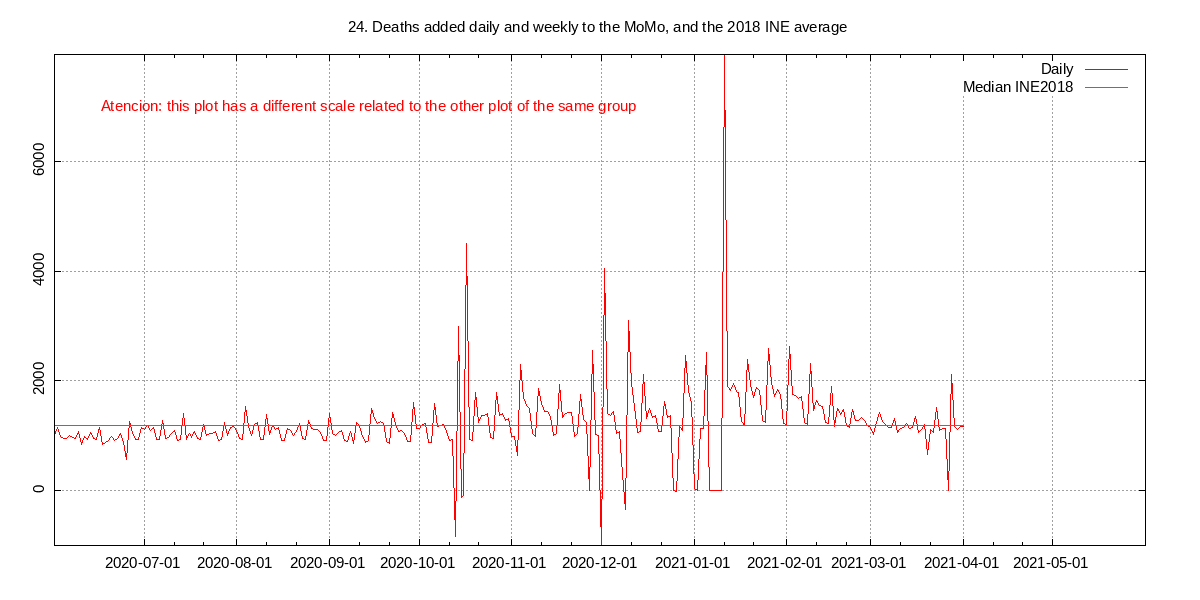 24. Deaths added daily and weekly to the MoMo, and the 2018 INE average
Daily
Median INE2018
Atencion: this plot has a different scale related to the other plot of the same group
6000
4000
2000
0
2020-07-01 2020-08-01 2020-09-01 2020-10-01 2020-11-01 2020-12-01 2021-01-01 2021-02-01 2021-03-01 2021-04-01 2021-05-01